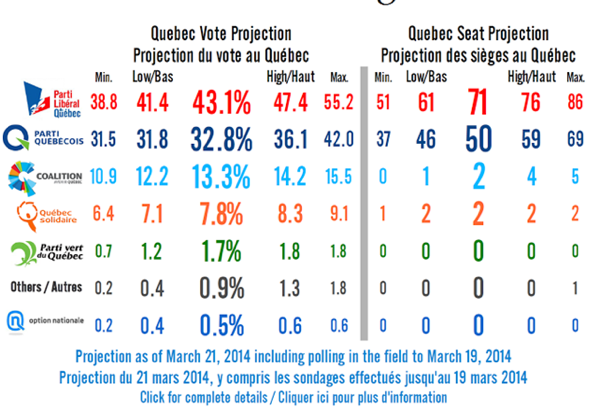 Quebec Vote Projection Quebec Seat Projection
Projection du vote au Québec Projection des sièges au Québec
Min. Low/Bas High/Haut Max. Min. Low/Bas High/Haut Max.
Parti Libéral Québec 38.8 41.4 43.1% 47.4 55.2 51 61 71 76 86
PARTI QUÉBÉCOIS 31.5 31.8 32.8% 36.1 42.0 37 46 50 59 69
COALITION 10.9 12.2 13.3% 14.2 15.5 0 1 2 4 5
Québec solidaire 6.4 7.1 7.8% 8.3 9.1 1 2 2 2 2
Parti vert du Québec 0.7 1.2 1.7% 1.8 1.8 0 0 0 0 0
Others / Autres 0.2 0.4 0.9% 1.3 1.8 0 0 0 0 1
option nationale 0.2 0.4 0.5% 0.6 0.6 0 0 0 0 0
Projection as of March 21, 2014 including polling in the field to March 19, 2014
Projection du 21 mars 2014, y compris les sondages effectués jusqu'au 19 mars 2014
Click for complete details / Cliquer ici pour plus d'information